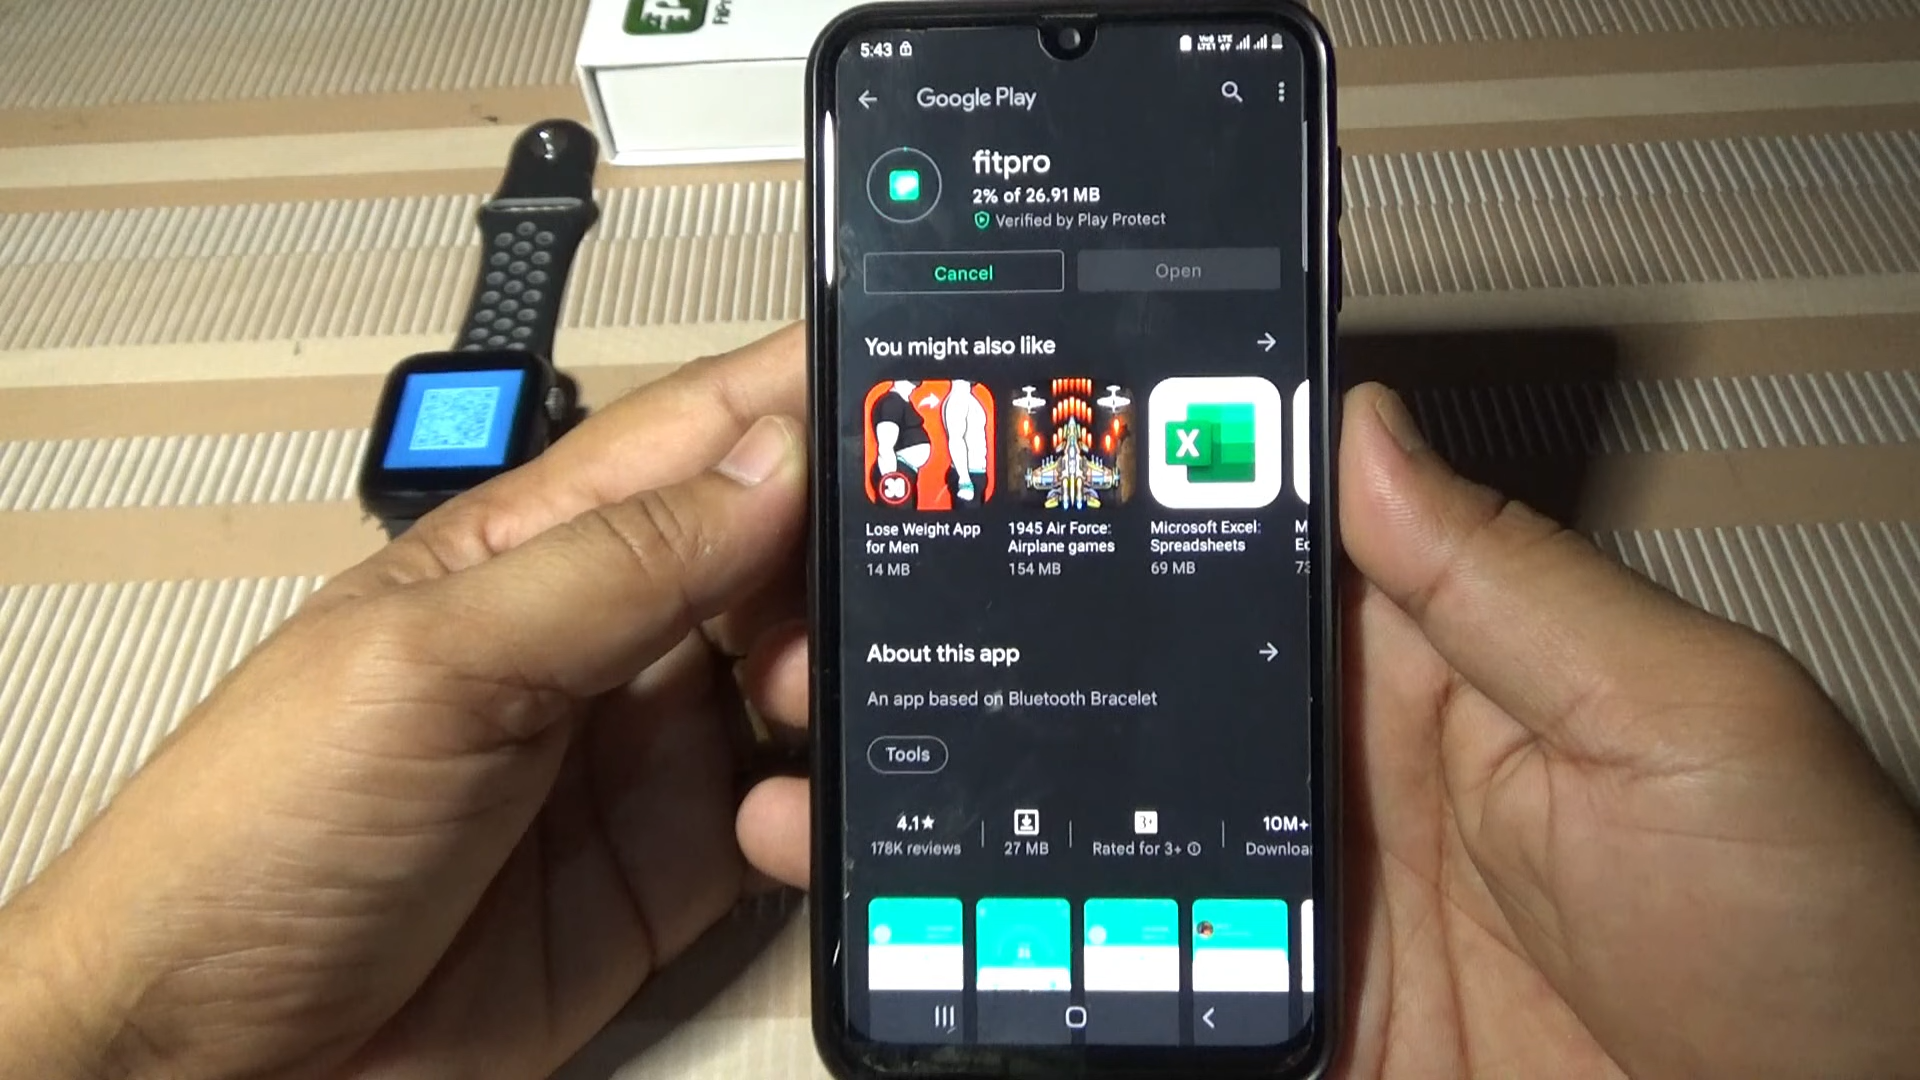 5:43
Google Play
fitpro
2% of 26.91 MB
Verified by Play Protect
Cancel
Open
You might also like
Lose Weight App
for Men
14 MB
1945 Air Force:
Airplane games
154 MB
Microsoft Excel:
Spreadsheets
69 MB
About this app
An app based on Bluetooth Bracelet
Tools
4.1★
178K reviews
27 MB
3+
Rated for 3+
10M+